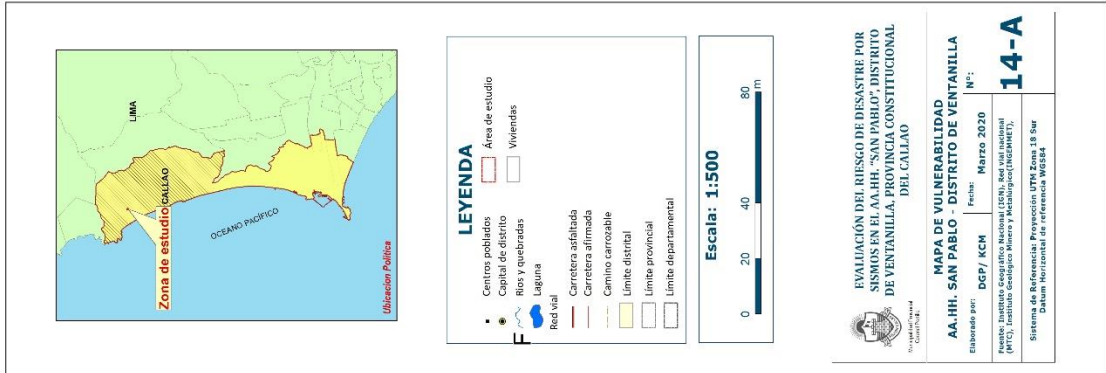 LIMA
CALLAO
Zona de estudio
OCEANO PACÍFICO
Ubicacion Politica
LEYENDA
Centros poblados
Capital de distrito
Rios y quebradas
Laguna
Red vial
Carretera asfaltada
Carretera afirmada
Camino carrozable
Límite distrital
Límite provincial
Límite departamental
Área de estudio
Viviendas
F
Escala: 1:500
0 20 40 80 m
EVALUACIÓN DEL RIESGO DE DESASTRE POR
SISMOS EN EL AA.HH. "SAN PABLO", DISTRITO
DE VENTANILLA, PROVINCIA CONSTITUCIONAL
DEL CALLAO
MAPA DE VULNERABILIDAD
AA.HH. SAN PABLO - DISTRITO DE VENTANILLA
Elaborado por: DGP/ KCM
Fecha: Marzo 2020
N°: 14-A
Fuente: Instituto Geográfico Nacional (IGN), Red vial nacional
(MTC), Instituto Geológico Minero y Metalúrgico(INGEMMET),
Sistema de Referencia: Proyección UTM Zona 18 Sur
Datum Horizontal de referencia WGS84